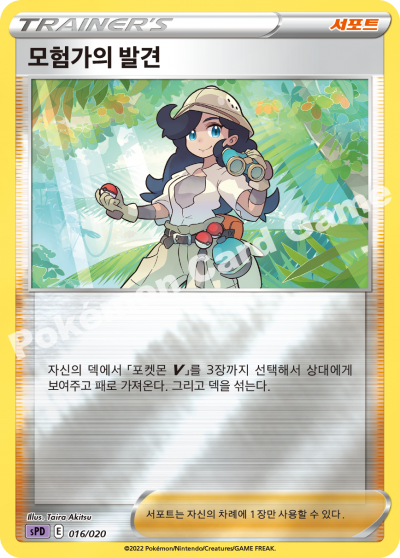 TRAINER'S 서포트
모험가의 발견
Pokémon Card Game
자신의 덱에서 「포켓몬 V」를 3장까지 선택해서 상대에게
보여주고 패로 가져온다. 그리고 덱을 섞는다.
Illus. Taira Akitsu
sPD E 016/020
서포트는 자신의 차례에 1장만 사용할 수 있다.
©2022 Pokémon/Nintendo/Creatures/GAME FREAK.